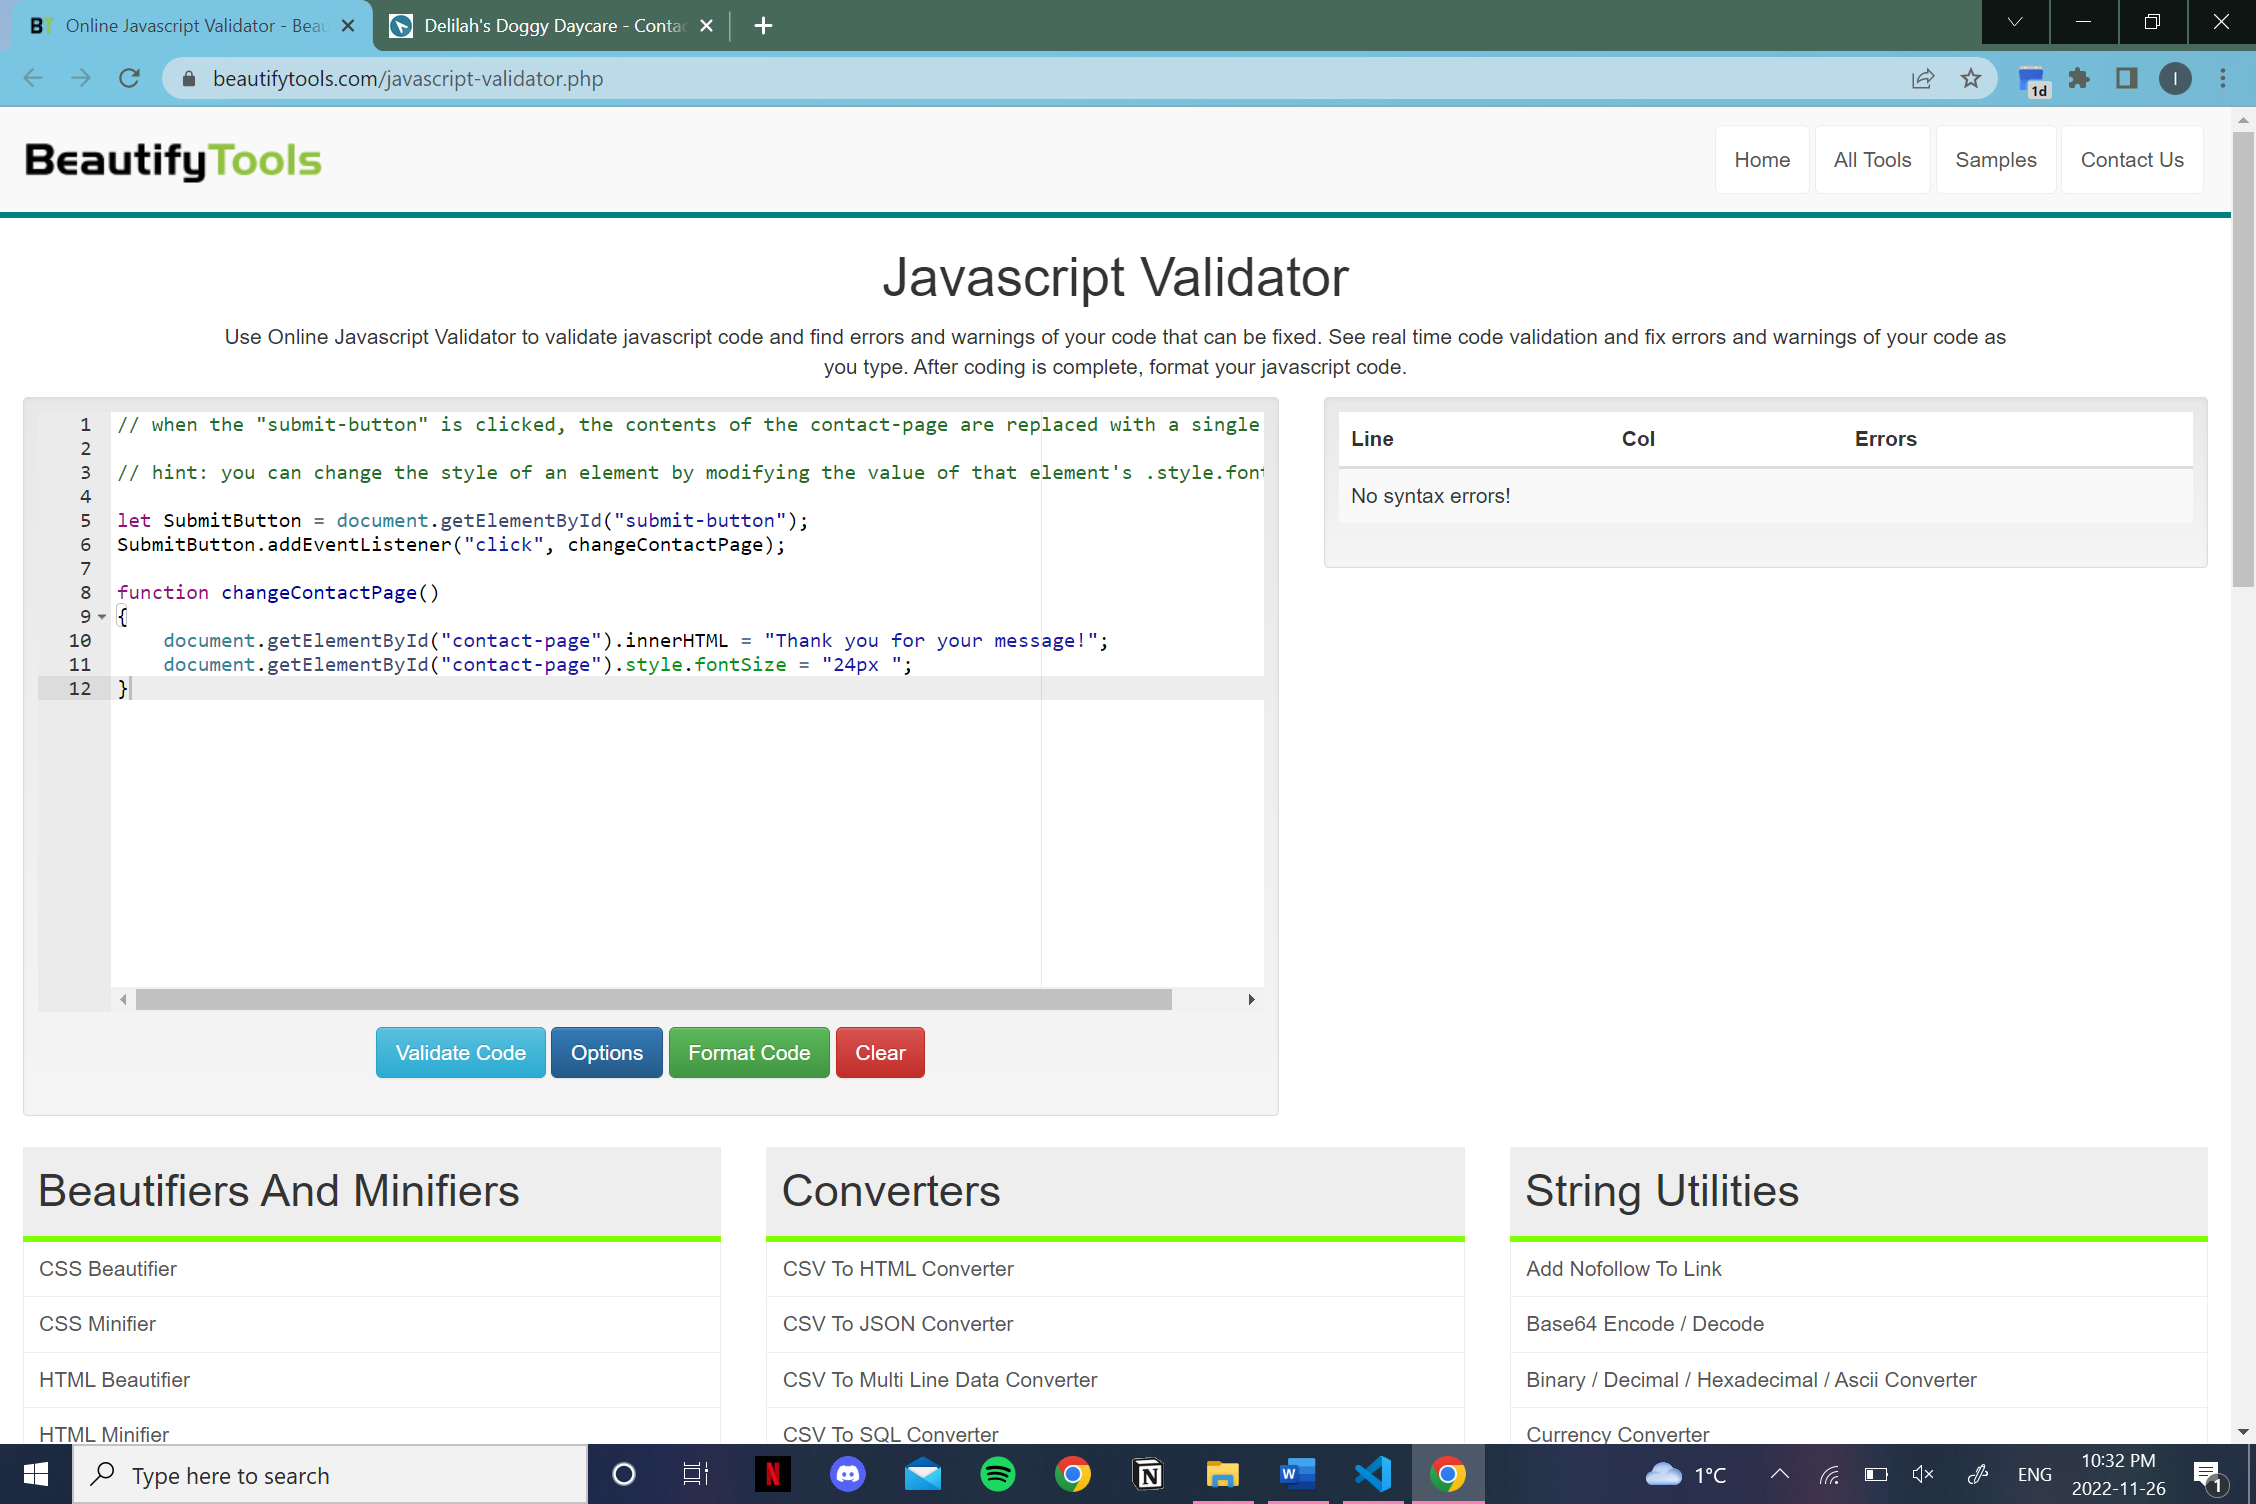 Online Javascript Validator - Beau
Delilah's Doggy Daycare - Contac
beautifytools.com/javascript-validator.php
1d
I
BeautifyTools
Home
All Tools
Samples
Contact Us
Javascript Validator
Use Online Javascript Validator to validate javascript code and find errors and warnings of your code that can be fixed. See real time code validation and fix errors and warnings of your code as
you type. After coding is complete, format your javascript code.
1 // when the "submit-button" is clicked, the contents of the contact-page are replaced with a single
2
3 // hint: you can change the style of an element by modifying the value of that element's .style.font
4
5 let SubmitButton = document.getElementById("submit-button");
6 SubmitButton.addEventListener("click", changeContactPage);
7
8 function changeContactPage()
9 {
10 document.getElementById("contact-page").innerHTML = "Thank you for your message!";
11 document.getElementById("contact-page").style.fontSize = "24px ";
12 }
Line Col Errors
No syntax errors!
Validate Code
Options
Format Code
Clear
Beautifiers And Minifiers
CSS Beautifier
CSS Minifier
HTML Beautifier
HTML Minifier
Converters
CSV To HTML Converter
CSV To JSON Converter
CSV To Multi Line Data Converter
CSV To SQL Converter
String Utilities
Add Nofollow To Link
Base64 Encode / Decode
Binary / Decimal / Hexadecimal / Ascii Converter
Currency Converter
Type here to search
1°C
ENG
10:32 PM
2022-11-26
1